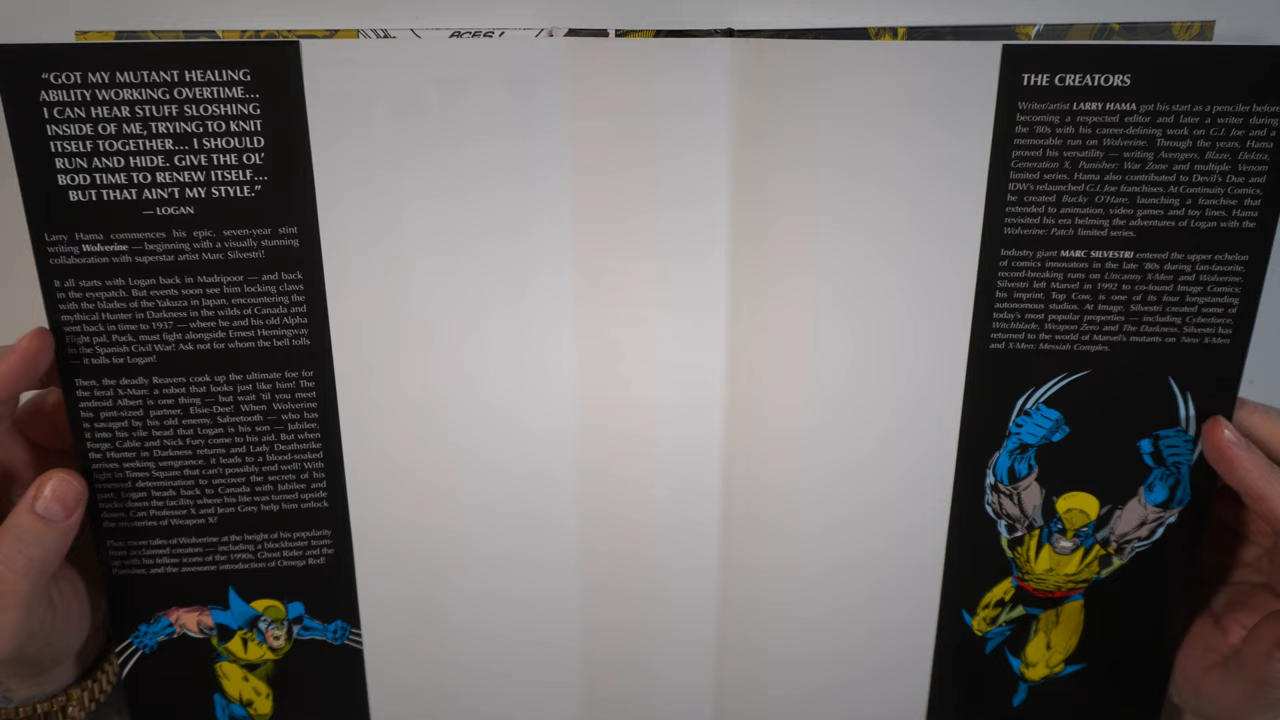 ACES!
“GOT MY MUTANT HEALING
ABILITY WORKING OVERTIME...
I CAN HEAR STUFF SLOSHING
INSIDE OF ME, TRYING TO KNIT
ITSELF TOGETHER... I SHOULD
RUN AND HIDE. GIVE THE OL’
BOD TIME TO RENEW ITSELF...
BUT THAT AIN’T MY STYLE.”
— LOGAN
Larry Hama commences his epic, seven-year stint
writing Wolverine — beginning with a visually stunning
collaboration with superstar artist Marc Silvestri!
It all starts with Logan back in Madripoor — and back
in the eyepatch. But events soon see him locking claws
with the blades of the Yakuza in Japan, encountering the
mythical Hunter in Darkness in the wilds of Canada and
sent back in time to 1937 — where he and his old Alpha
Flight pal, Puck, must fight alongside Ernest Hemingway
in the Spanish Civil War! Ask not for whom the bell tolls
— it tolls for Logan!
Then, the deadly Reavers cook up the ultimate foe for
the feral X-Man: a robot that looks just like him! The
android Albert is one thing — but wait ’til you meet
his pint-sized partner, Elsie-Dee! When Wolverine
is savaged by his old enemy, Sabretooth — who has
it into his vile head that Logan is his son — Jubilee,
Forge, Cable and Nick Fury come to his aid. But when
the Hunter in Darkness returns and Lady Deathstrike
arrives seeking vengeance, it leads to a blood-soaked
fight in Times Square that can’t possibly end well! With
renewed determination to uncover the secrets of his
past, Logan heads back to Canada with Jubilee and
tracks down the facility where his life was turned upside
down. Can Professor X and Jean Grey help him unlock
the mysteries of Weapon X?
Plus: more tales of Wolverine at the height of his popularity
from acclaimed creators — including a blockbuster team-
up with his fellow icons of the 1990s, Ghost Rider and the
Punisher, and the awesome introduction of Omega Red!
THE CREATORS
Writer/artist LARRY HAMA got his start as a penciler before
becoming a respected editor and later a writer during
the ’80s with his career-defining work on G.I. Joe and a
memorable run on Wolverine. Through the years, Hama
proved his versatility — writing Avengers, Blaze, Elektra,
Generation X, Punisher: War Zone and multiple Venom
limited series. Hama also contributed to Devil’s Due and
IDW’s relaunched G.I. Joe franchises. At Continuity Comics,
he created Bucky O’Hare, launching a franchise that
extended to animation, video games and toy lines. Hama
revisited his era helming the adventures of Logan with the
Wolverine: Patch limited series.
Industry giant MARC SILVESTRI entered the upper echelon
of comics innovators in the late ’80s during fan-favorite,
record-breaking runs on Uncanny X-Men and Wolverine.
Silvestri left Marvel in 1992 to co-found Image Comics;
his imprint, Top Cow, is one of its four longstanding
autonomous studios. At Image, Silvestri created some of
today’s most popular properties — including Cyberforce,
Witchblade, Weapon Zero and The Darkness. Silvestri has
returned to the world of Marvel’s mutants on New X-Men
and X-Men: Messiah Complex.